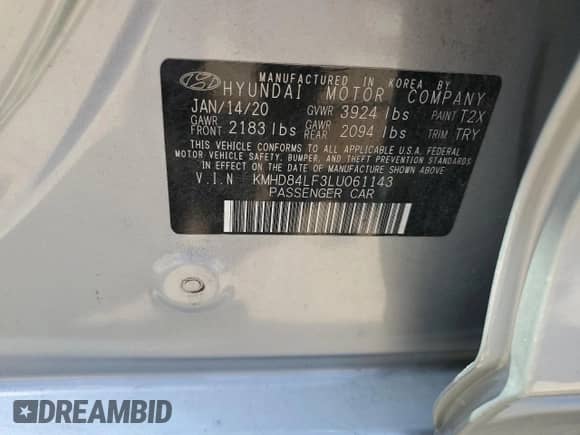 MANUFACTURED IN KOREA BY
HYUNDAI MOTOR COMPANY
JAN/14/20 GVWR 3924 lbs PAINT T2X
GAWR FRONT 2183 lbs GAWR REAR 2094 lbs TRIM TRY
THIS VEHICLE CONFORMS TO ALL APPLICABLE U.S.A. FEDERAL
MOTOR VEHICLE SAFETY, BUMPER, AND THEFT PREVENTION STANDARDS
IN EFFECT ON THE DATE OF MANUFACTURE SHOWN ABOVE.
V.I.N KMHD84LF3LU061143
PASSENGER CAR
DREAMBID